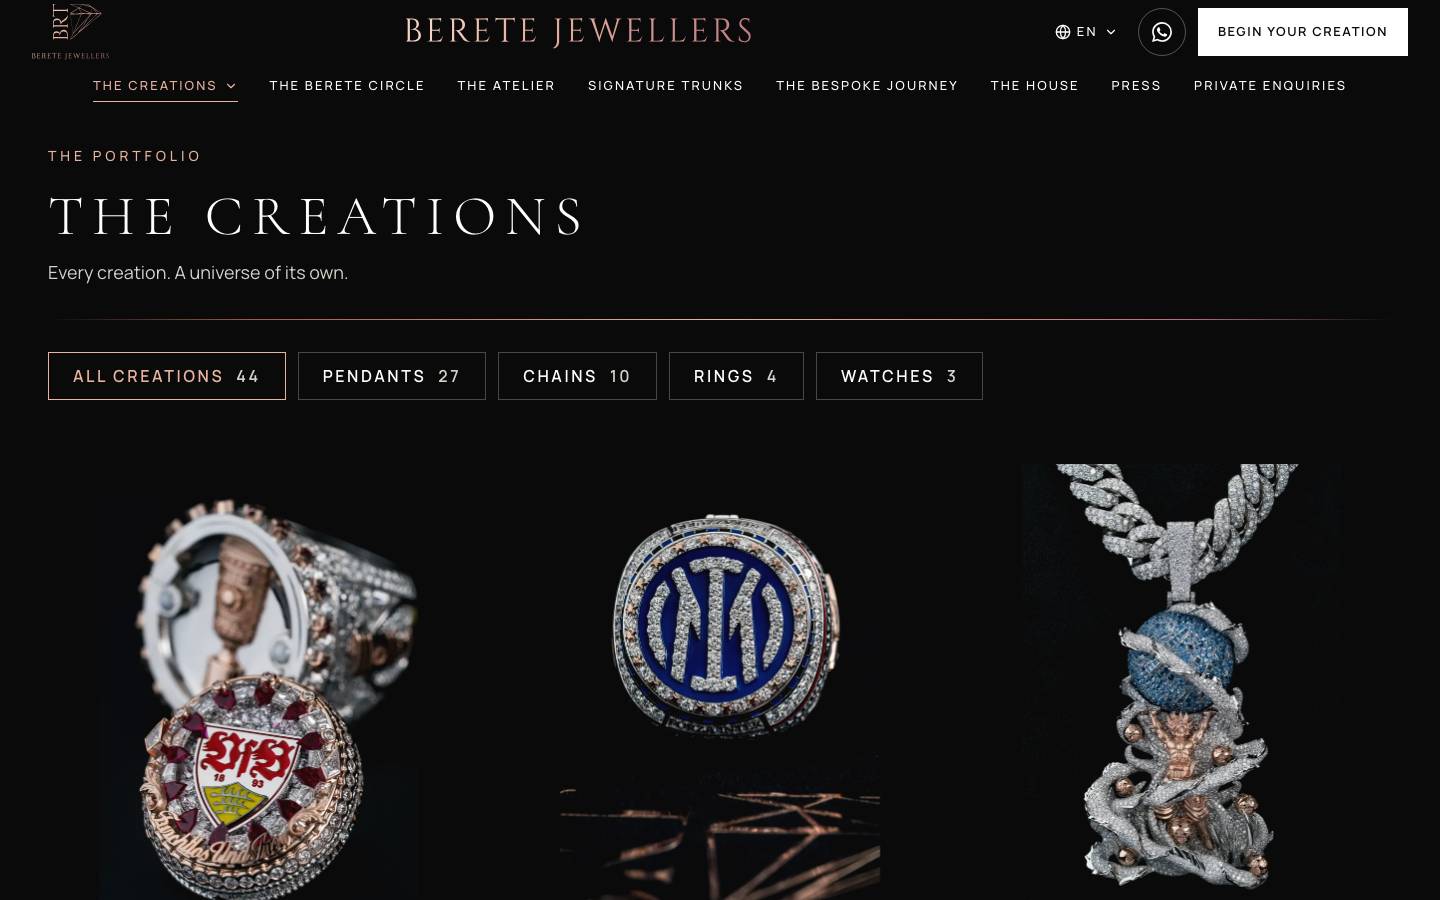 BRT
BERETE JEWELLERS
BERETE JEWELLERS
EN
BEGIN YOUR CREATION
THE CREATIONS
THE BERETE CIRCLE
THE ATELIER
SIGNATURE TRUNKS
THE BESPOKE JOURNEY
THE HOUSE
PRESS
PRIVATE ENQUIRIES
THE PORTFOLIO
THE CREATIONS
Every creation. A universe of its own.
ALL CREATIONS 44
PENDANTS 27
CHAINS 10
RINGS 4
WATCHES 3
VfB
18 93